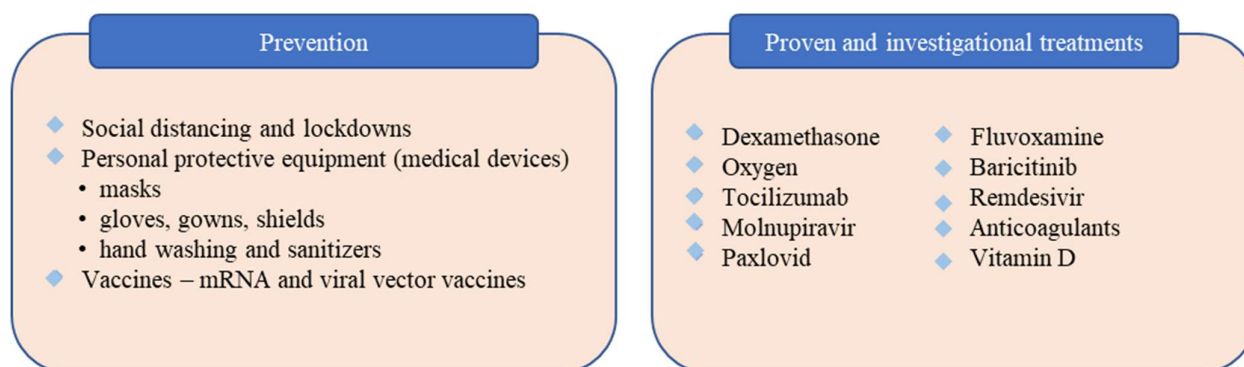 Prevention
Social distancing and lockdowns
Personal protective equipment (medical devices)
• masks
• gloves, gowns, shields
• hand washing and sanitizers
Vaccines – mRNA and viral vector vaccines
Proven and investigational treatments
Dexamethasone
Oxygen
Tocilizumab
Molnupiravir
Paxlovid
Fluvoxamine
Baricitinib
Remdesivir
Anticoagulants
Vitamin D